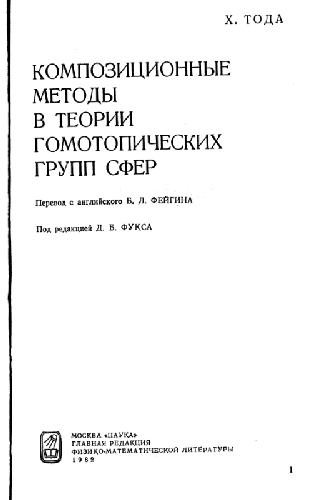 Х. ТОДА
КОМПОЗИЦИОННЫЕ
МЕТОДЫ
В ТЕОРИИ
ГОМОТОПИЧЕСКИХ
ГРУПП СФЕР
Перевод с английского Б. Л. ФЕЙГИНА
Под редакцией Д. Б. ФУКСА
МОСКВА «НАУКА»
ГЛАВНАЯ РЕДАКЦИЯ
ФИЗИКО-МАТЕМАТИЧЕСКОЙ ЛИТЕРАТУРЫ
1982
1